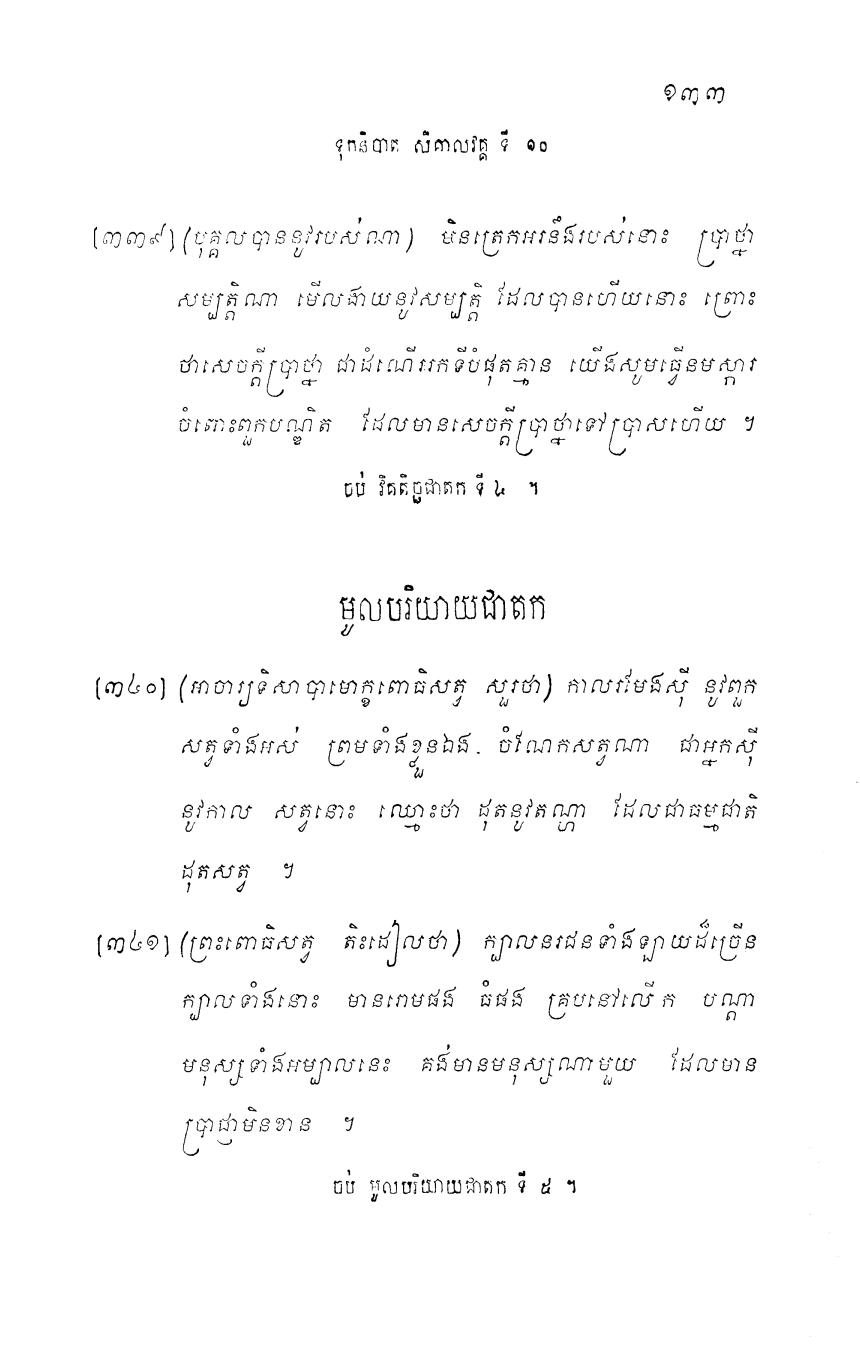 ១៣៣
ទុកនិបាត សិគាលវគ្គ ទី ១០
[៣៣៩] (បុគ្គលបាននូវរបស់ណា) មិនត្រេកអរនឹងរបស់នោះ ប្រាថ្នា
សម្បត្តិណា មើលងាយនូវសម្បត្តិ ដែលបានហើយនោះ ព្រោះ
ថាសេចក្តីប្រាថ្នា ជាដំណើររកទីបំផុតគ្មាន យើងសូមធ្វើនមស្ការ
ចំពោះពួកបណ្ឌិត ដែលមានសេចក្តីប្រាថ្នាទៅប្រាសហើយ ។
ចប់ វិគតិច្ឆជាតក ទី ៤ ។
មូលបរិយាយជាតក
[៣៤០] (អាចារ្យទិសាបាមោក្ខពោធិសត្វ សួរថា) កាលរមែងស៊ី នូវពួក
សត្វទាំងអស់ ព្រមទាំងខ្លួនឯង. ចំណែកសត្វណា ជាអ្នកស៊ី
នូវកាល សត្វនោះ ឈ្មោះថា ដុតនូវតណ្ហា ដែលជាធម្មជាតិ
ដុតសត្វ ។
[៣៤១] (ព្រះពោធិសត្វ តិះដៀលថា) ក្បាលនរជនទាំងឡាយដ៏ច្រើន
ក្បាលទាំងនោះ មានរោមផង ធំផង គ្របនៅលើ ក បណ្តា
មនុស្សទាំងអម្បាលនេះ គង់មានមនុស្សណាមួយ ដែលមាន
ប្រាជ្ញាមិនខាន ។
ចប់ មូលបរិយាយជាតក ទី ៥ ។